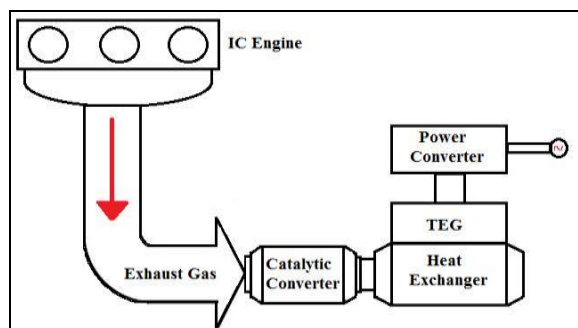 IC Engine
Power
Converter
TEG
Exhaust Gas
Catalytic
Converter
Heat
Exchanger